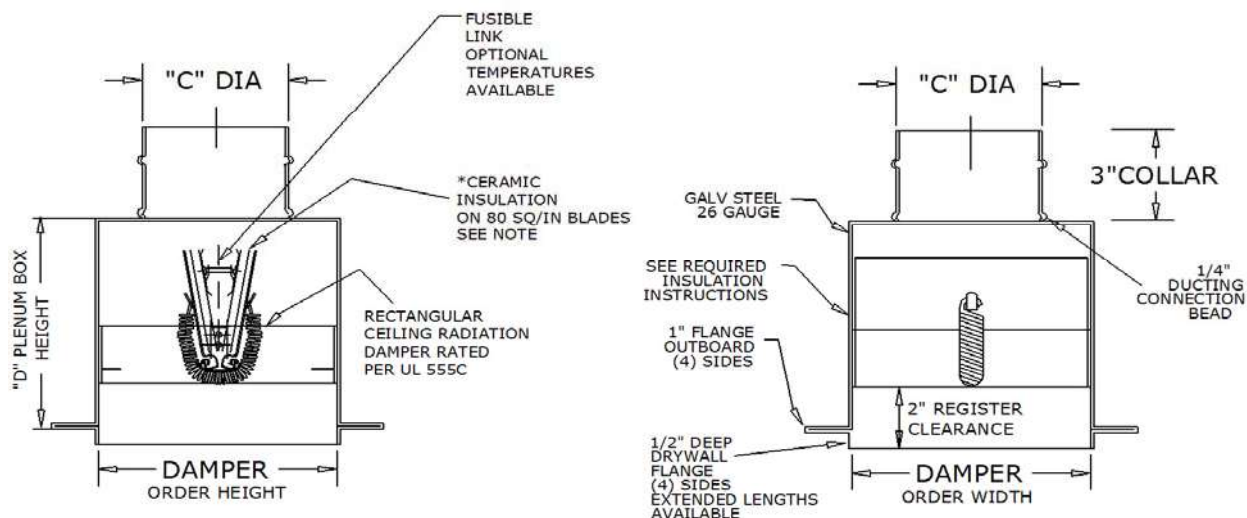 FUSIBLE
LINK
OPTIONAL
TEMPERATURES
AVAILABLE
"C" DIA
*CERAMIC
INSULATION
ON 80 SQ/IN BLADES
SEE NOTE
"D" PLENUM BOX
HEIGHT
RECTANGULAR
CEILING RADIATION
DAMPER RATED
PER UL 555C
DAMPER
ORDER HEIGHT
"C" DIA
3"COLLAR
GALV STEEL
26 GAUGE
SEE REQUIRED
INSULATION
INSTRUCTIONS
1/4"
DUCTING
CONNECTION
BEAD
1" FLANGE
OUTBOARD
(4) SIDES
2" REGISTER
CLEARANCE
1/2" DEEP
DRYWALL
FLANGE
(4) SIDES
EXTENDED LENGTHS
AVAILABLE
DAMPER
ORDER WIDTH